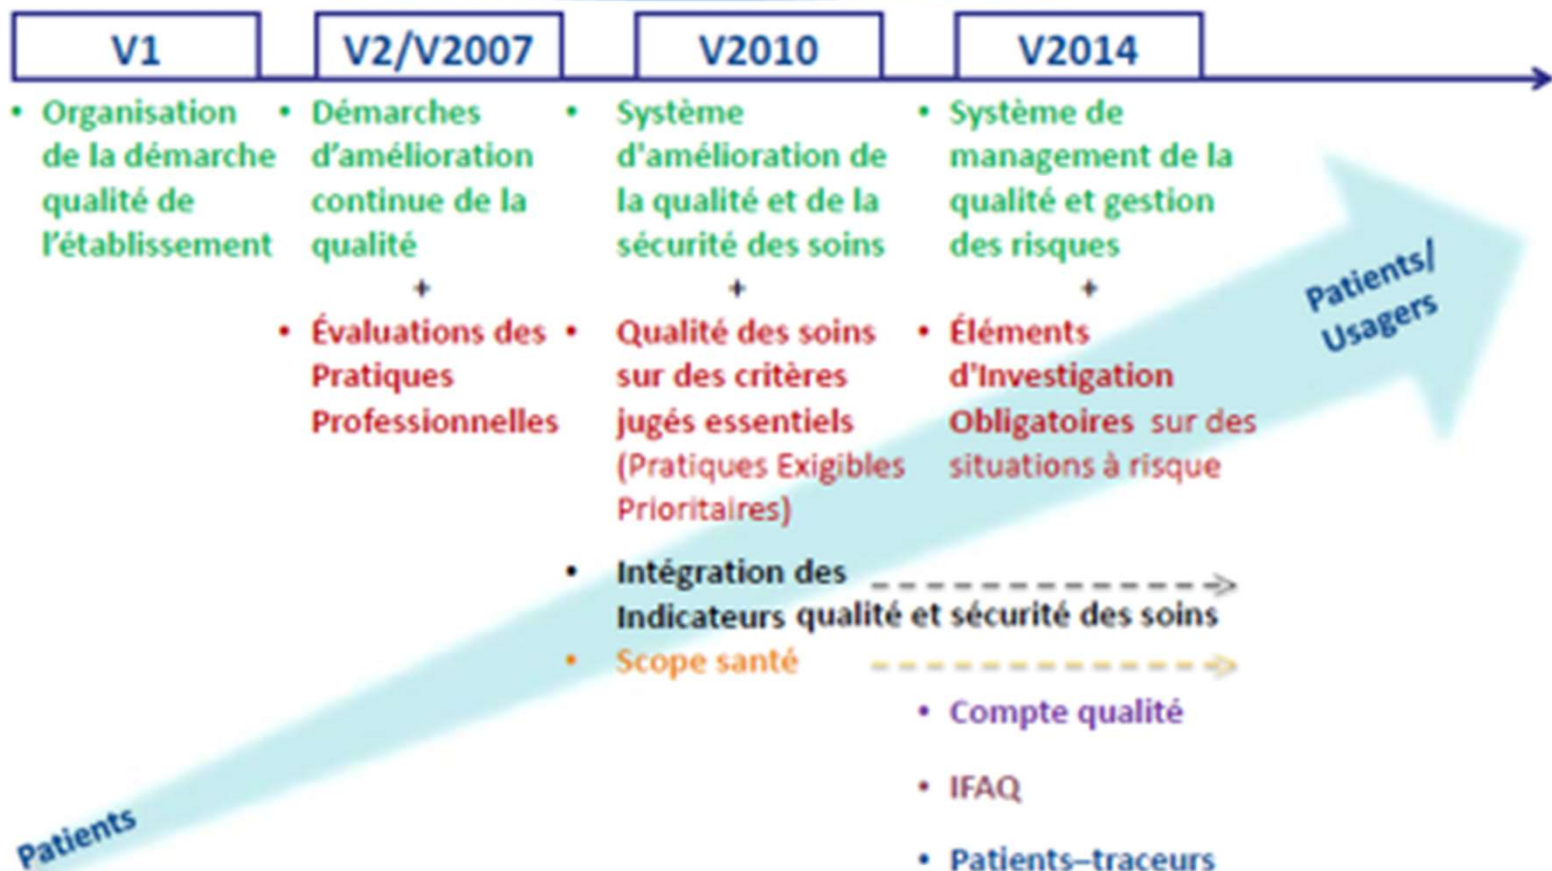 V1
V2/V2007
V2010
V2014
• Organisation
de la démarche
qualité de
l'établissement
• Démarches
d'amélioration
continue de la
qualité
+
• Évaluations des
Pratiques
Professionnelles
• Système
d'amélioration de
la qualité et de la
sécurité des soins
+
• Qualité des soins
sur des critères
jugés essentiels
(Pratiques Exigibles
Prioritaires)
• Intégration des
Indicateurs qualité et sécurité des soins
• Scope santé
• Système de
management de la
qualité et gestion
des risques
+
• Éléments
d'Investigation
Obligatoires sur des
situations à risque
• Compte qualité
• IFAQ
• Patients–traceurs
Patients
Patients/
Usagers